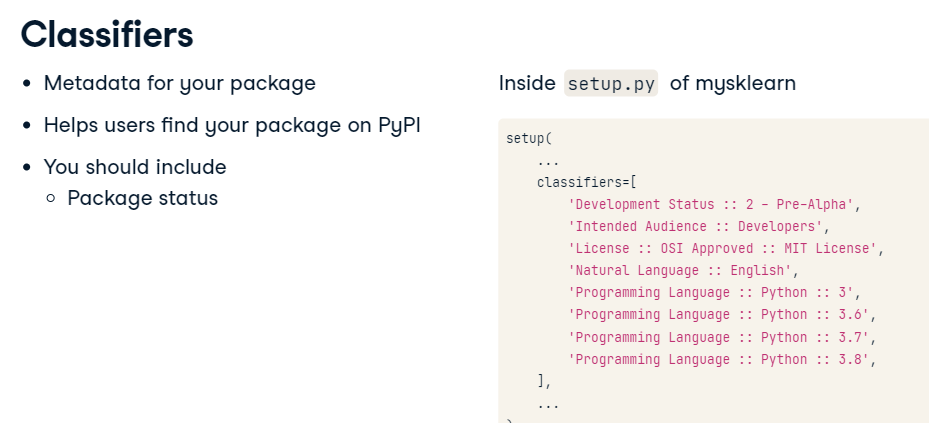 Classifiers
• Metadata for your package
• Helps users find your package on PyPI
• You should include
○ Package status
Inside setup.py of mysklearn
setup(
    ...
    classifiers=[
        'Development Status :: 2 - Pre-Alpha',
        'Intended Audience :: Developers',
        'License :: OSI Approved :: MIT License',
        'Natural Language :: English',
        'Programming Language :: Python :: 3',
        'Programming Language :: Python :: 3.6',
        'Programming Language :: Python :: 3.7',
        'Programming Language :: Python :: 3.8',
    ],
    ...